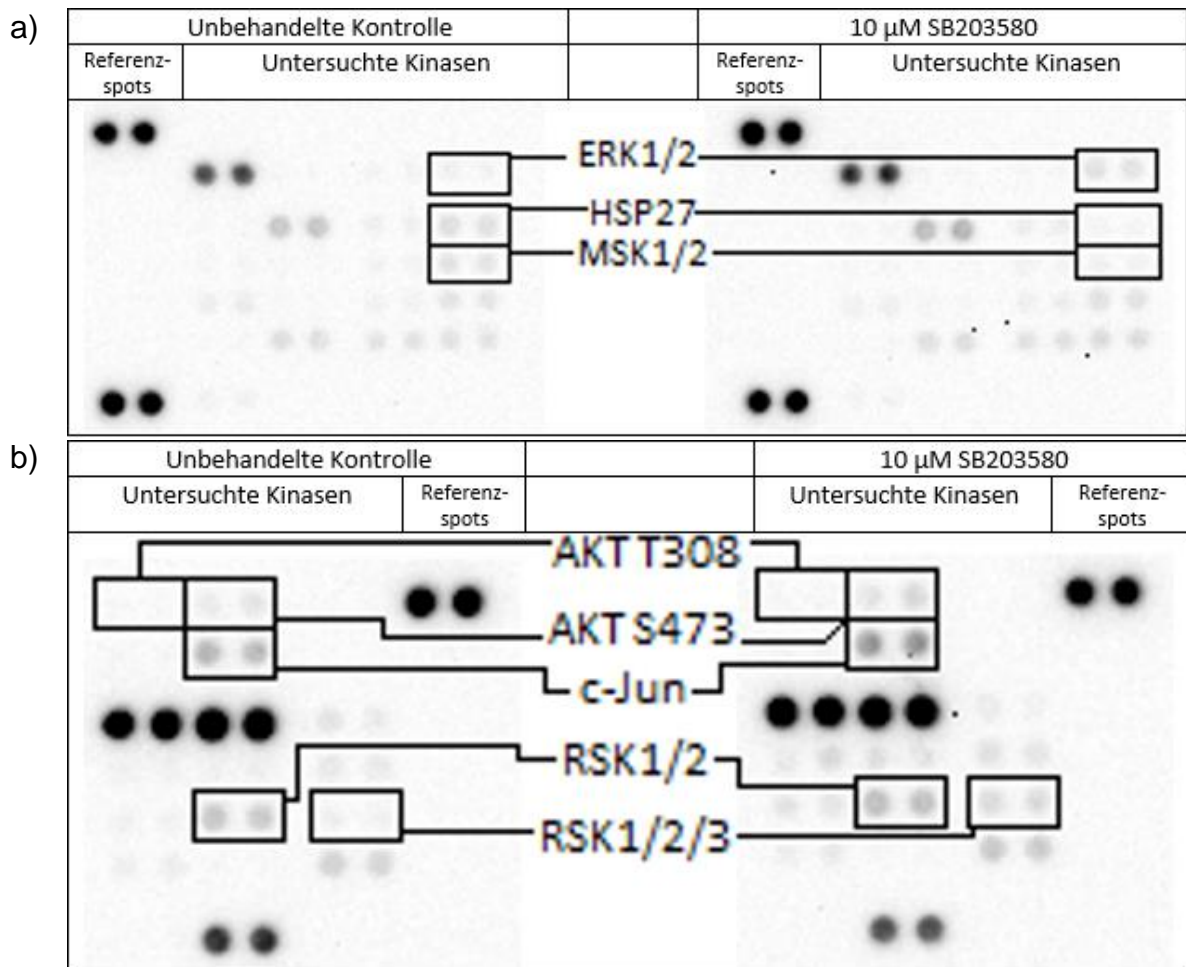 a)
Unbehandelte Kontrolle
10 µM SB203580
Referenz-
spots
Untersuchte Kinasen
Referenz-
spots
Untersuchte Kinasen
ERK1/2
HSP27
MSK1/2
b)
Unbehandelte Kontrolle
10 µM SB203580
Untersuchte Kinasen
Referenz-
spots
Untersuchte Kinasen
Referenz-
spots
AKT T308
AKT S473
c-Jun
RSK1/2
RSK1/2/3